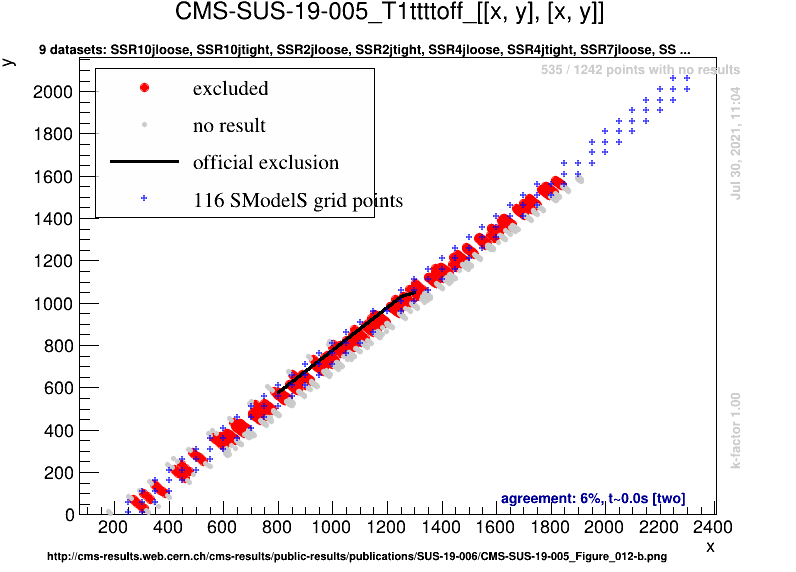 CMS-SUS-19-005_T1ttttoff_[[x, y], [x, y]]
9 datasets: SSR10jloose, SSR10jtight, SSR2jloose, SSR2jtight, SSR4jloose, SSR4jtight, SSR7jloose, SS ...
y
535 / 1242 points with no results
excluded
no result
official exclusion
116 SModelS grid points
Jul 30, 2021, 11:04
k-factor 1.00
2000
1800
1600
1400
1200
1000
800
600
400
200
0
agreement: 6%, t~0.0s [two]
200 400 600 800 1000 1200 1400 1600 1800 2000 2200 2400
x
http://cms-results.web.cern.ch/cms-results/public-results/publications/SUS-19-006/CMS-SUS-19-005_Figure_012-b.png